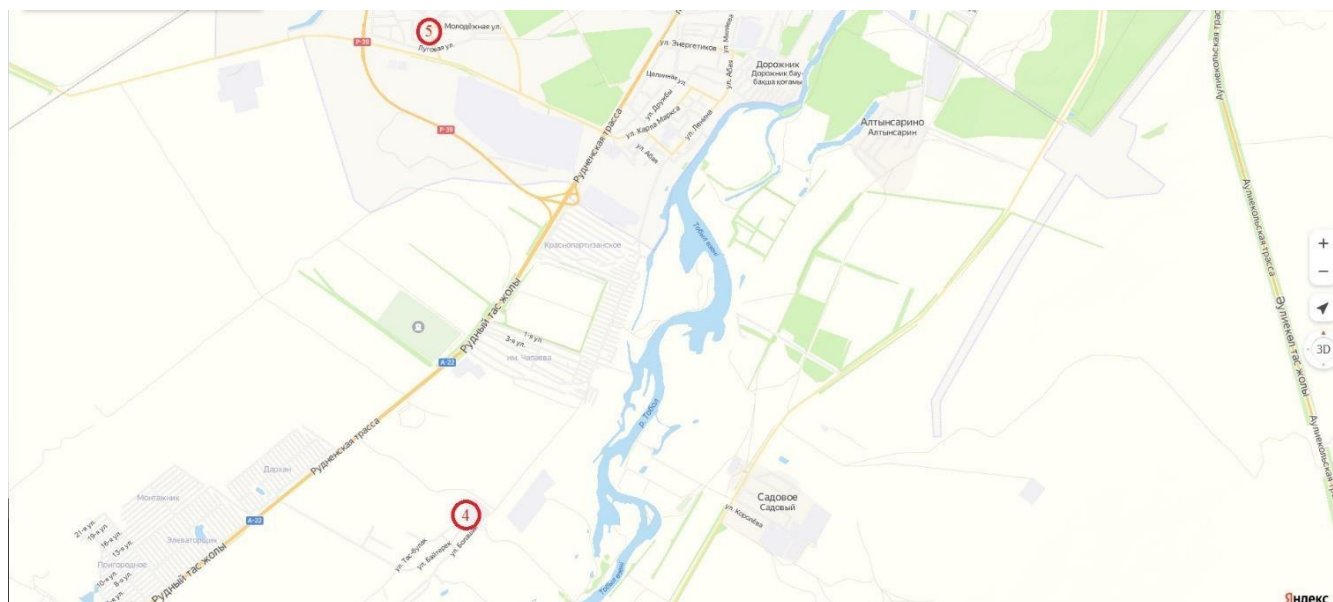 5
Молодёжная ул.
Р-39
Луговая ул.
ул. Энергетиков
ул. Миляева
Дорожник
Дорожник бау-
бақша қоғамы
Целинная ул.
ул. Абая
ул. Дружбы
ул. Карла Маркса
ул. Ленина
ул. Абая
Алтынсарино
Алтынсарин
Р-39
Рудненская трасса
Аулиекольская трасса
Аулиекольская трасса
Краснопартизанское
Тобыл өзені
Рудный тас жолы
1-я ул.
3-я ул.
им. Чапаева
А-22
Әулиекөл тас жолы
Аулиекольская
р. Тобол
Рудненская трасса
Дархан
Монтажник
Садовое
Садовый
ул. Королёва
4
А-22
21-я ул.
19-я ул.
16-я ул.
13-я ул.
Элеваторщик
Пригородное
10-я ул.
8-я ул.
ул. Тас-Булак
ул. Байтерек
Рудный тас жолы
Тобыл өзені
+
−
3D
Яндекс